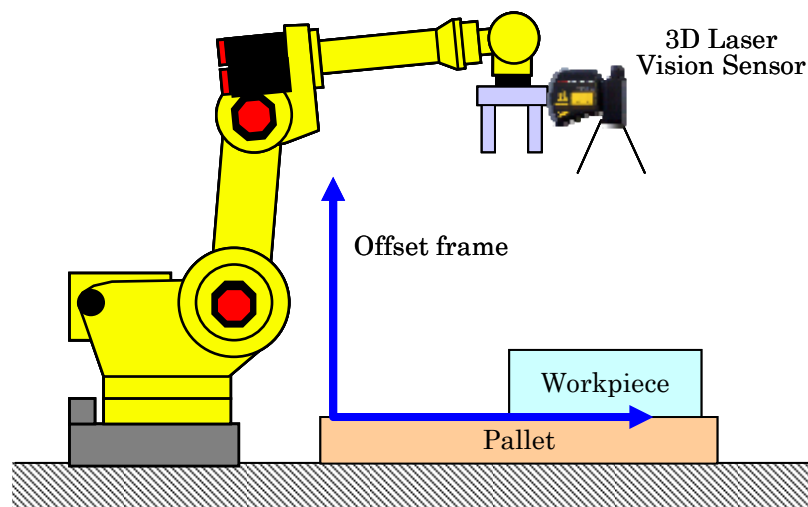 3D Laser
Vision Sensor
Offset frame
Workpiece
Pallet